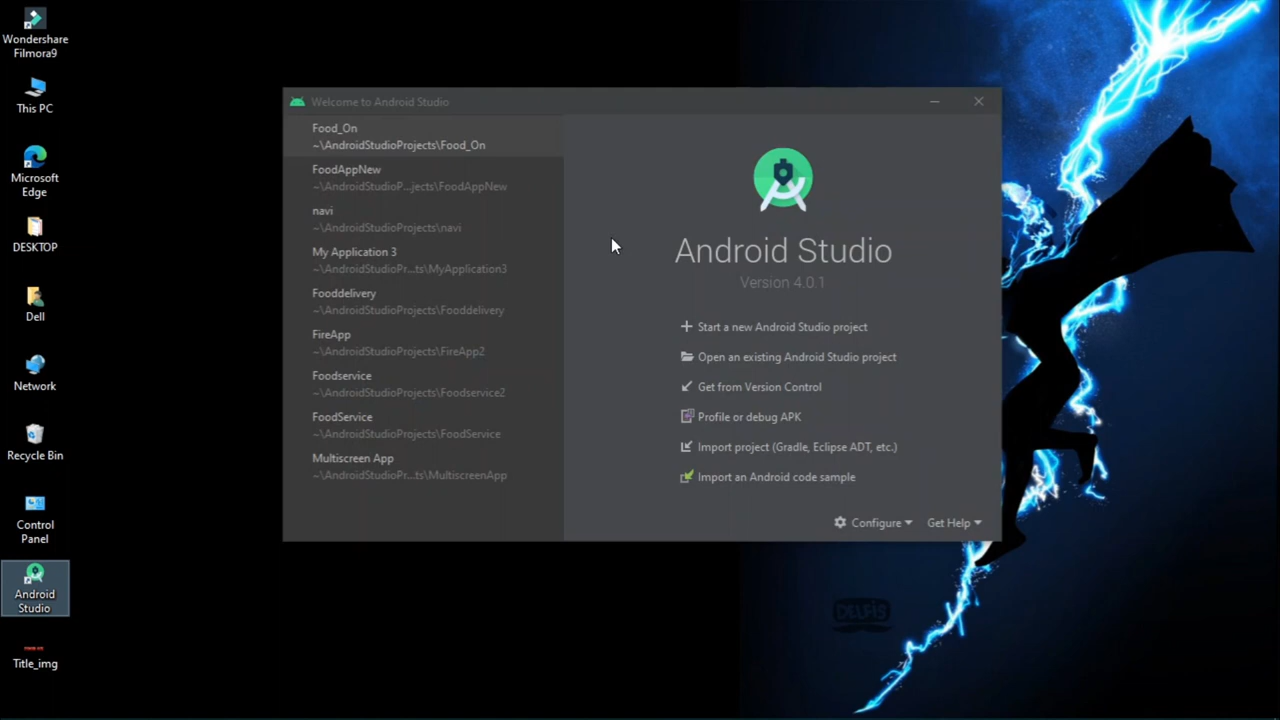 Wondershare
Filmora9
This PC
Microsoft
Edge
DESKTOP
Dell
Network
Recycle Bin
Control
Panel
Android
Studio
Title_img
Welcome to Android Studio
Food_On
~\AndroidStudioProjects\Food_On
FoodAppNew
~\AndroidStudioP...jects\FoodAppNew
navi
~\AndroidStudioProjects\navi
My Application 3
~\AndroidStudioPr...ts\MyApplication3
Fooddelivery
~\AndroidStudioProjects\Fooddelivery
FireApp
~\AndroidStudioProjects\FireApp2
Foodservice
~\AndroidStudioProjects\Foodservice2
FoodService
~\AndroidStudioProjects\FoodService
Multiscreen App
~\AndroidStudioPr...ts\MultiscreenApp
Android Studio
Version 4.0.1
Start a new Android Studio project
Open an existing Android Studio project
Get from Version Control
Profile or debug APK
Import project (Gradle, Eclipse ADT, etc.)
Import an Android code sample
Configure
Get Help